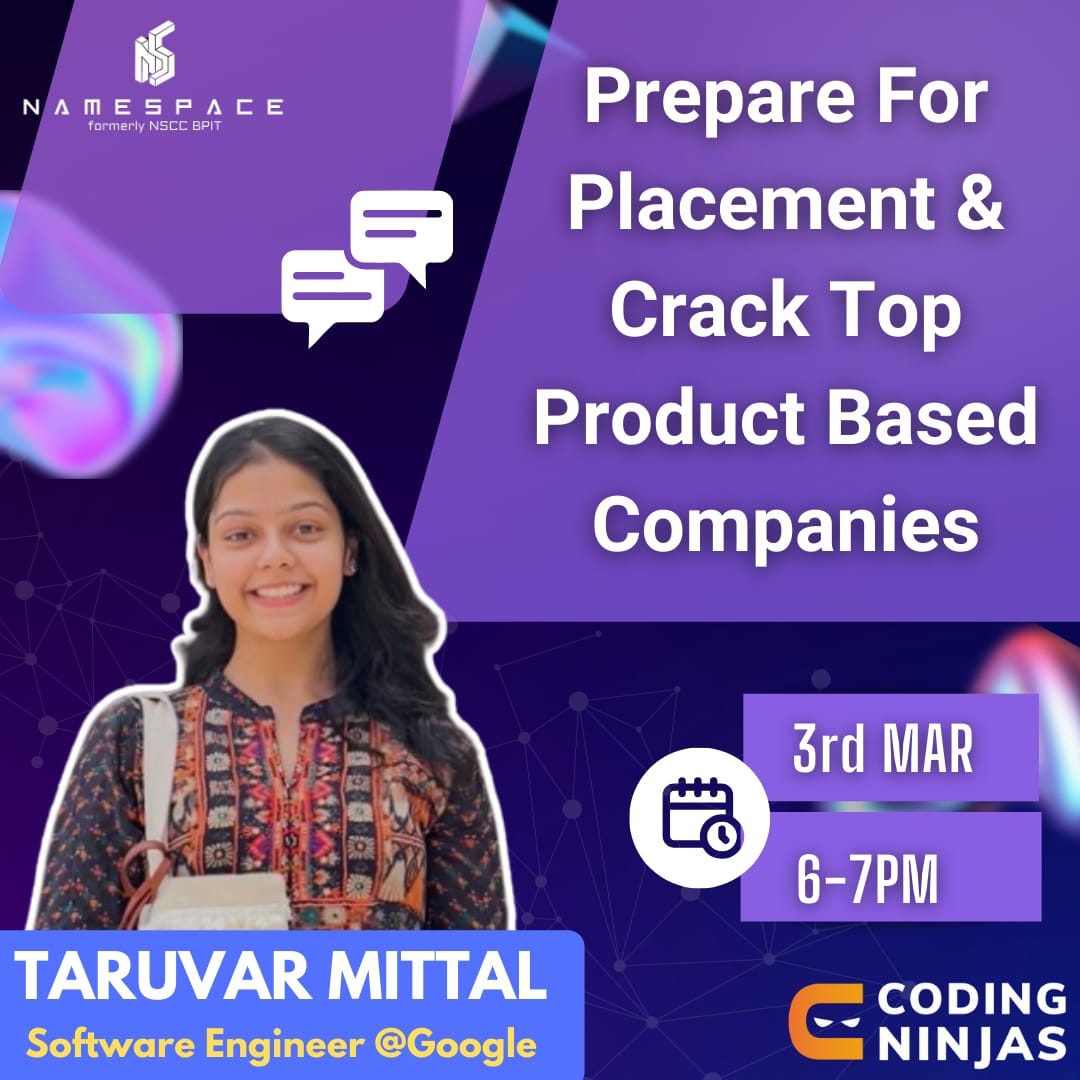 NAMESPACE
formerly NSCC BPIT
Prepare For
Placement &
Crack Top
Product Based
Companies
3rd MAR
6-7PM
TARUVAR MITTAL
Software Engineer @Google
CODING
NINJAS